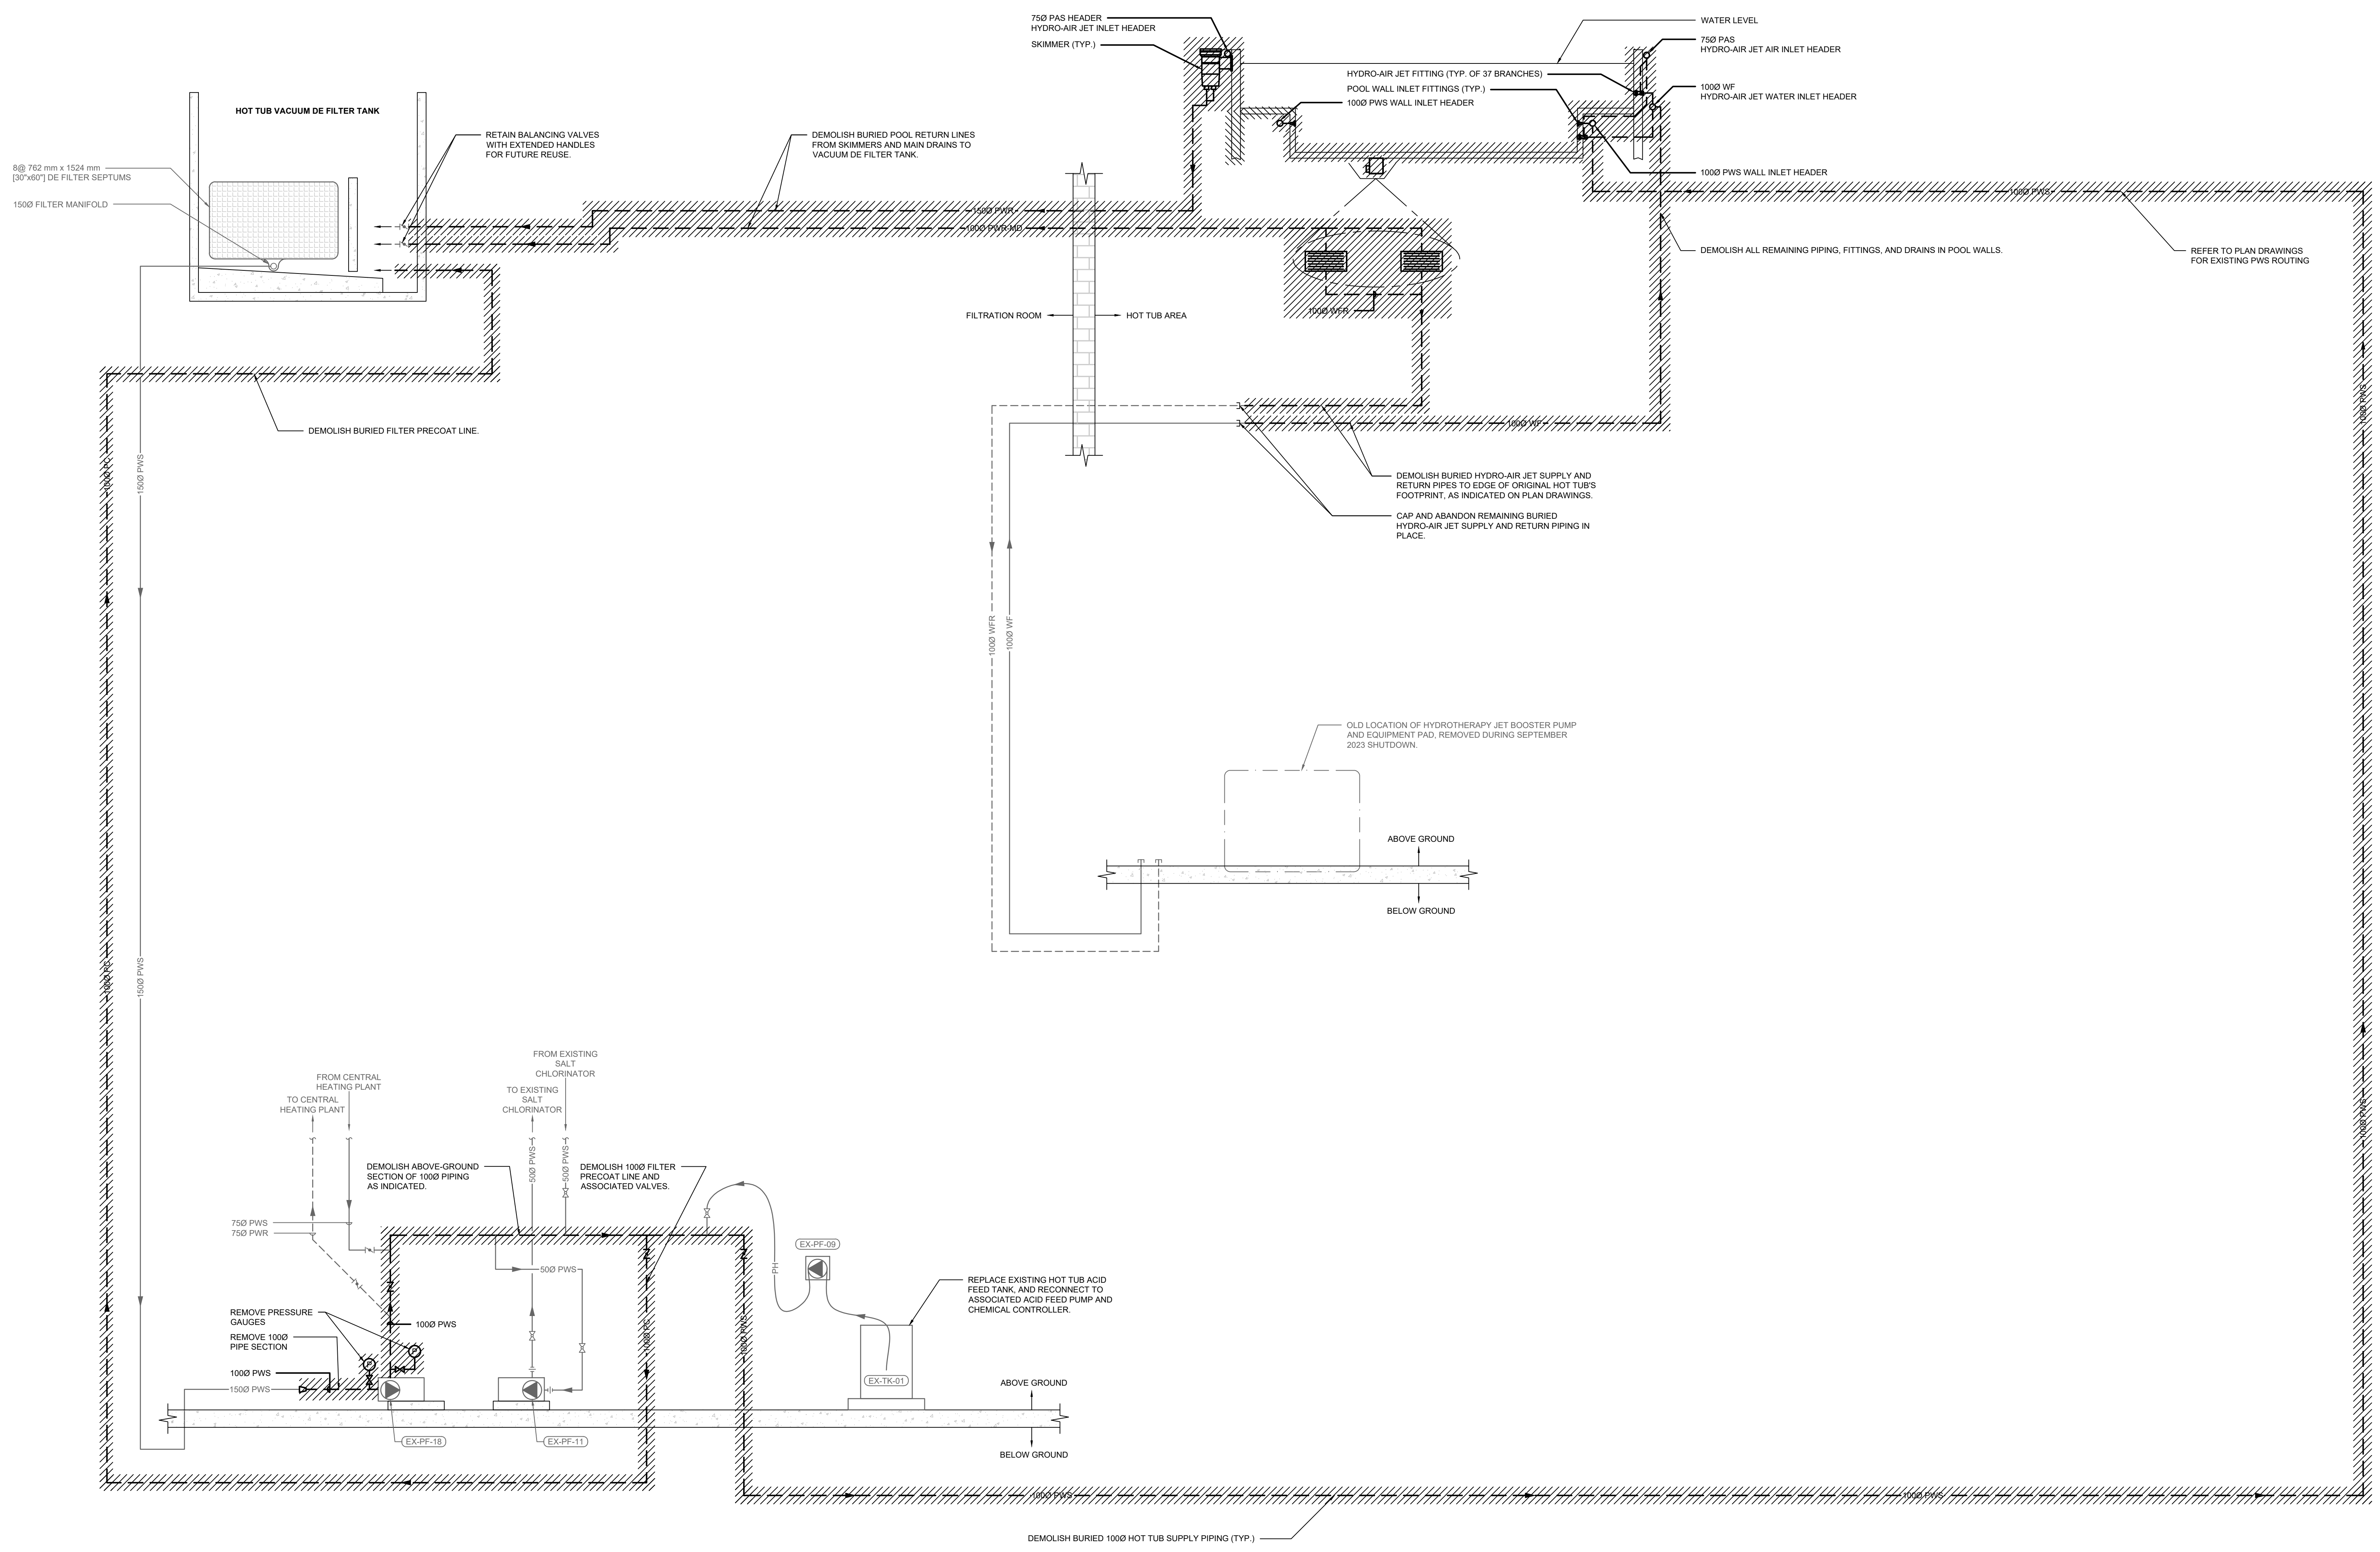 75Ø PAS HEADER
HYDRO-AIR JET INLET HEADER
SKIMMER (TYP.)
WATER LEVEL
75Ø PAS
HYDRO-AIR JET AIR INLET HEADER
HYDRO-AIR JET FITTING (TYP. OF 37 BRANCHES)
POOL WALL INLET FITTINGS (TYP.)
100Ø PWS WALL INLET HEADER
100Ø WF
HYDRO-AIR JET WATER INLET HEADER
HOT TUB VACUUM DE FILTER TANK
RETAIN BALANCING VALVES
WITH EXTENDED HANDLES
FOR FUTURE REUSE.
DEMOLISH BURIED POOL RETURN LINES
FROM SKIMMERS AND MAIN DRAINS TO
VACUUM DE FILTER TANK.
8@ 762 mm x 1524 mm
[30"x60"] DE FILTER SEPTUMS
150Ø FILTER MANIFOLD
100Ø PWS WALL INLET HEADER
100Ø PWS
150Ø PWR
100Ø PWR-MD
DEMOLISH ALL REMAINING PIPING, FITTINGS, AND DRAINS IN POOL WALLS.
REFER TO PLAN DRAWINGS
FOR EXISTING PWS ROUTING
100Ø WFR
FILTRATION ROOM
HOT TUB AREA
DEMOLISH BURIED FILTER PRECOAT LINE.
100Ø WF
100Ø PWS
100Ø PC
150Ø PWS
DEMOLISH BURIED HYDRO-AIR JET SUPPLY AND
RETURN PIPES TO EDGE OF ORIGINAL HOT TUB'S
FOOTPRINT, AS INDICATED ON PLAN DRAWINGS.
CAP AND ABANDON REMAINING BURIED
HYDRO-AIR JET SUPPLY AND RETURN PIPING IN
PLACE.
100Ø WFR
100Ø WF
OLD LOCATION OF HYDROTHERAPY JET BOOSTER PUMP
AND EQUIPMENT PAD, REMOVED DURING SEPTEMBER
2023 SHUTDOWN.
ABOVE GROUND
BELOW GROUND
100Ø PC
150Ø PWS
FROM CENTRAL
HEATING PLANT
TO CENTRAL
HEATING PLANT
FROM EXISTING
SALT
CHLORINATOR
TO EXISTING
SALT
CHLORINATOR
100Ø PWS
50Ø PWS
50Ø PWS
DEMOLISH ABOVE-GROUND
SECTION OF 100Ø PIPING
AS INDICATED.
DEMOLISH 100Ø FILTER
PRECOAT LINE AND
ASSOCIATED VALVES.
75Ø PWS
75Ø PWR
EX-PF-09
PH
50Ø PWS
REPLACE EXISTING HOT TUB ACID
FEED TANK, AND RECONNECT TO
ASSOCIATED ACID FEED PUMP AND
CHEMICAL CONTROLLER.
REMOVE PRESSURE
GAUGES
100Ø PWS
REMOVE 100Ø
PIPE SECTION
100Ø PC
100Ø PWS
P
P
100Ø PWS
150Ø PWS
EX-TK-01
ABOVE GROUND
EX-PF-18
EX-PF-11
BELOW GROUND
100Ø PWS
100Ø PWS
DEMOLISH BURIED 100Ø HOT TUB SUPPLY PIPING (TYP.)